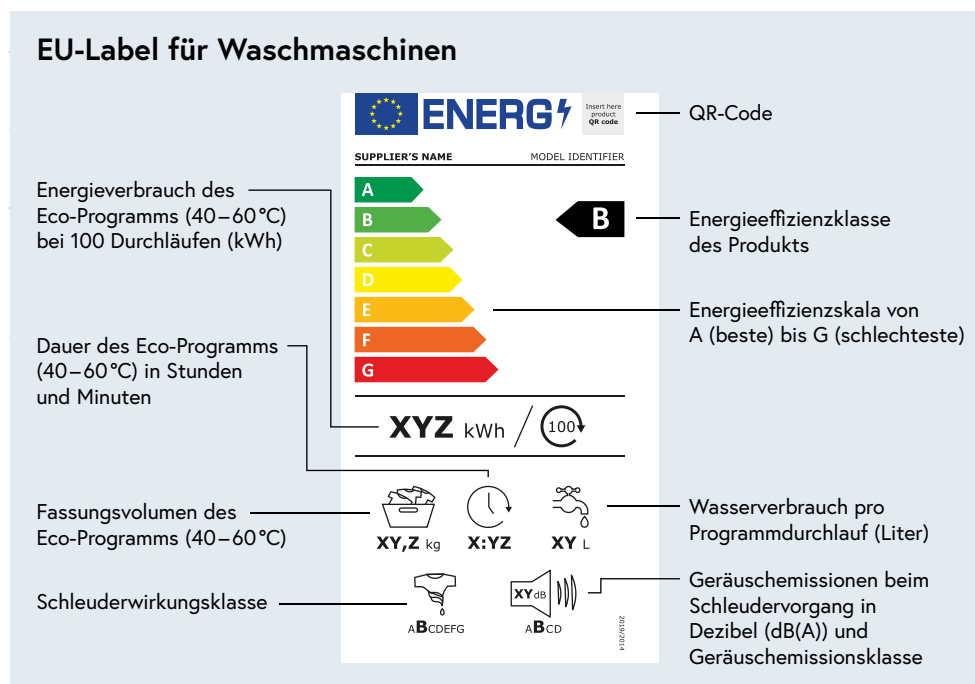 EU-Label für Waschmaschinen
ENERG
Insert here
product
QR code
QR-Code
SUPPLIER'S NAME
MODEL IDENTIFIER
Energieverbrauch des
Eco-Programms (40–60 °C)
bei 100 Durchläufen (kWh)
A
B
C
D
E
F
G
B
Energieeffizienzklasse
des Produkts
Energieeffizienzskala von
A (beste) bis G (schlechteste)
Dauer des Eco-Programms
(40–60 °C) in Stunden
und Minuten
XYZ kWh / 100
Fassungsvolumen des
Eco-Programms (40–60 °C)
XY,Z kg
X:YZ
XY L
Wasserverbrauch pro
Programmdurchlauf (Liter)
Schleuderwirkungsklasse
ABCDEFG
XY dB
ABCD
2019/2014
Geräuschemissionen beim
Schleudervorgang in
Dezibel (dB(A)) und
Geräuschemissionsklasse